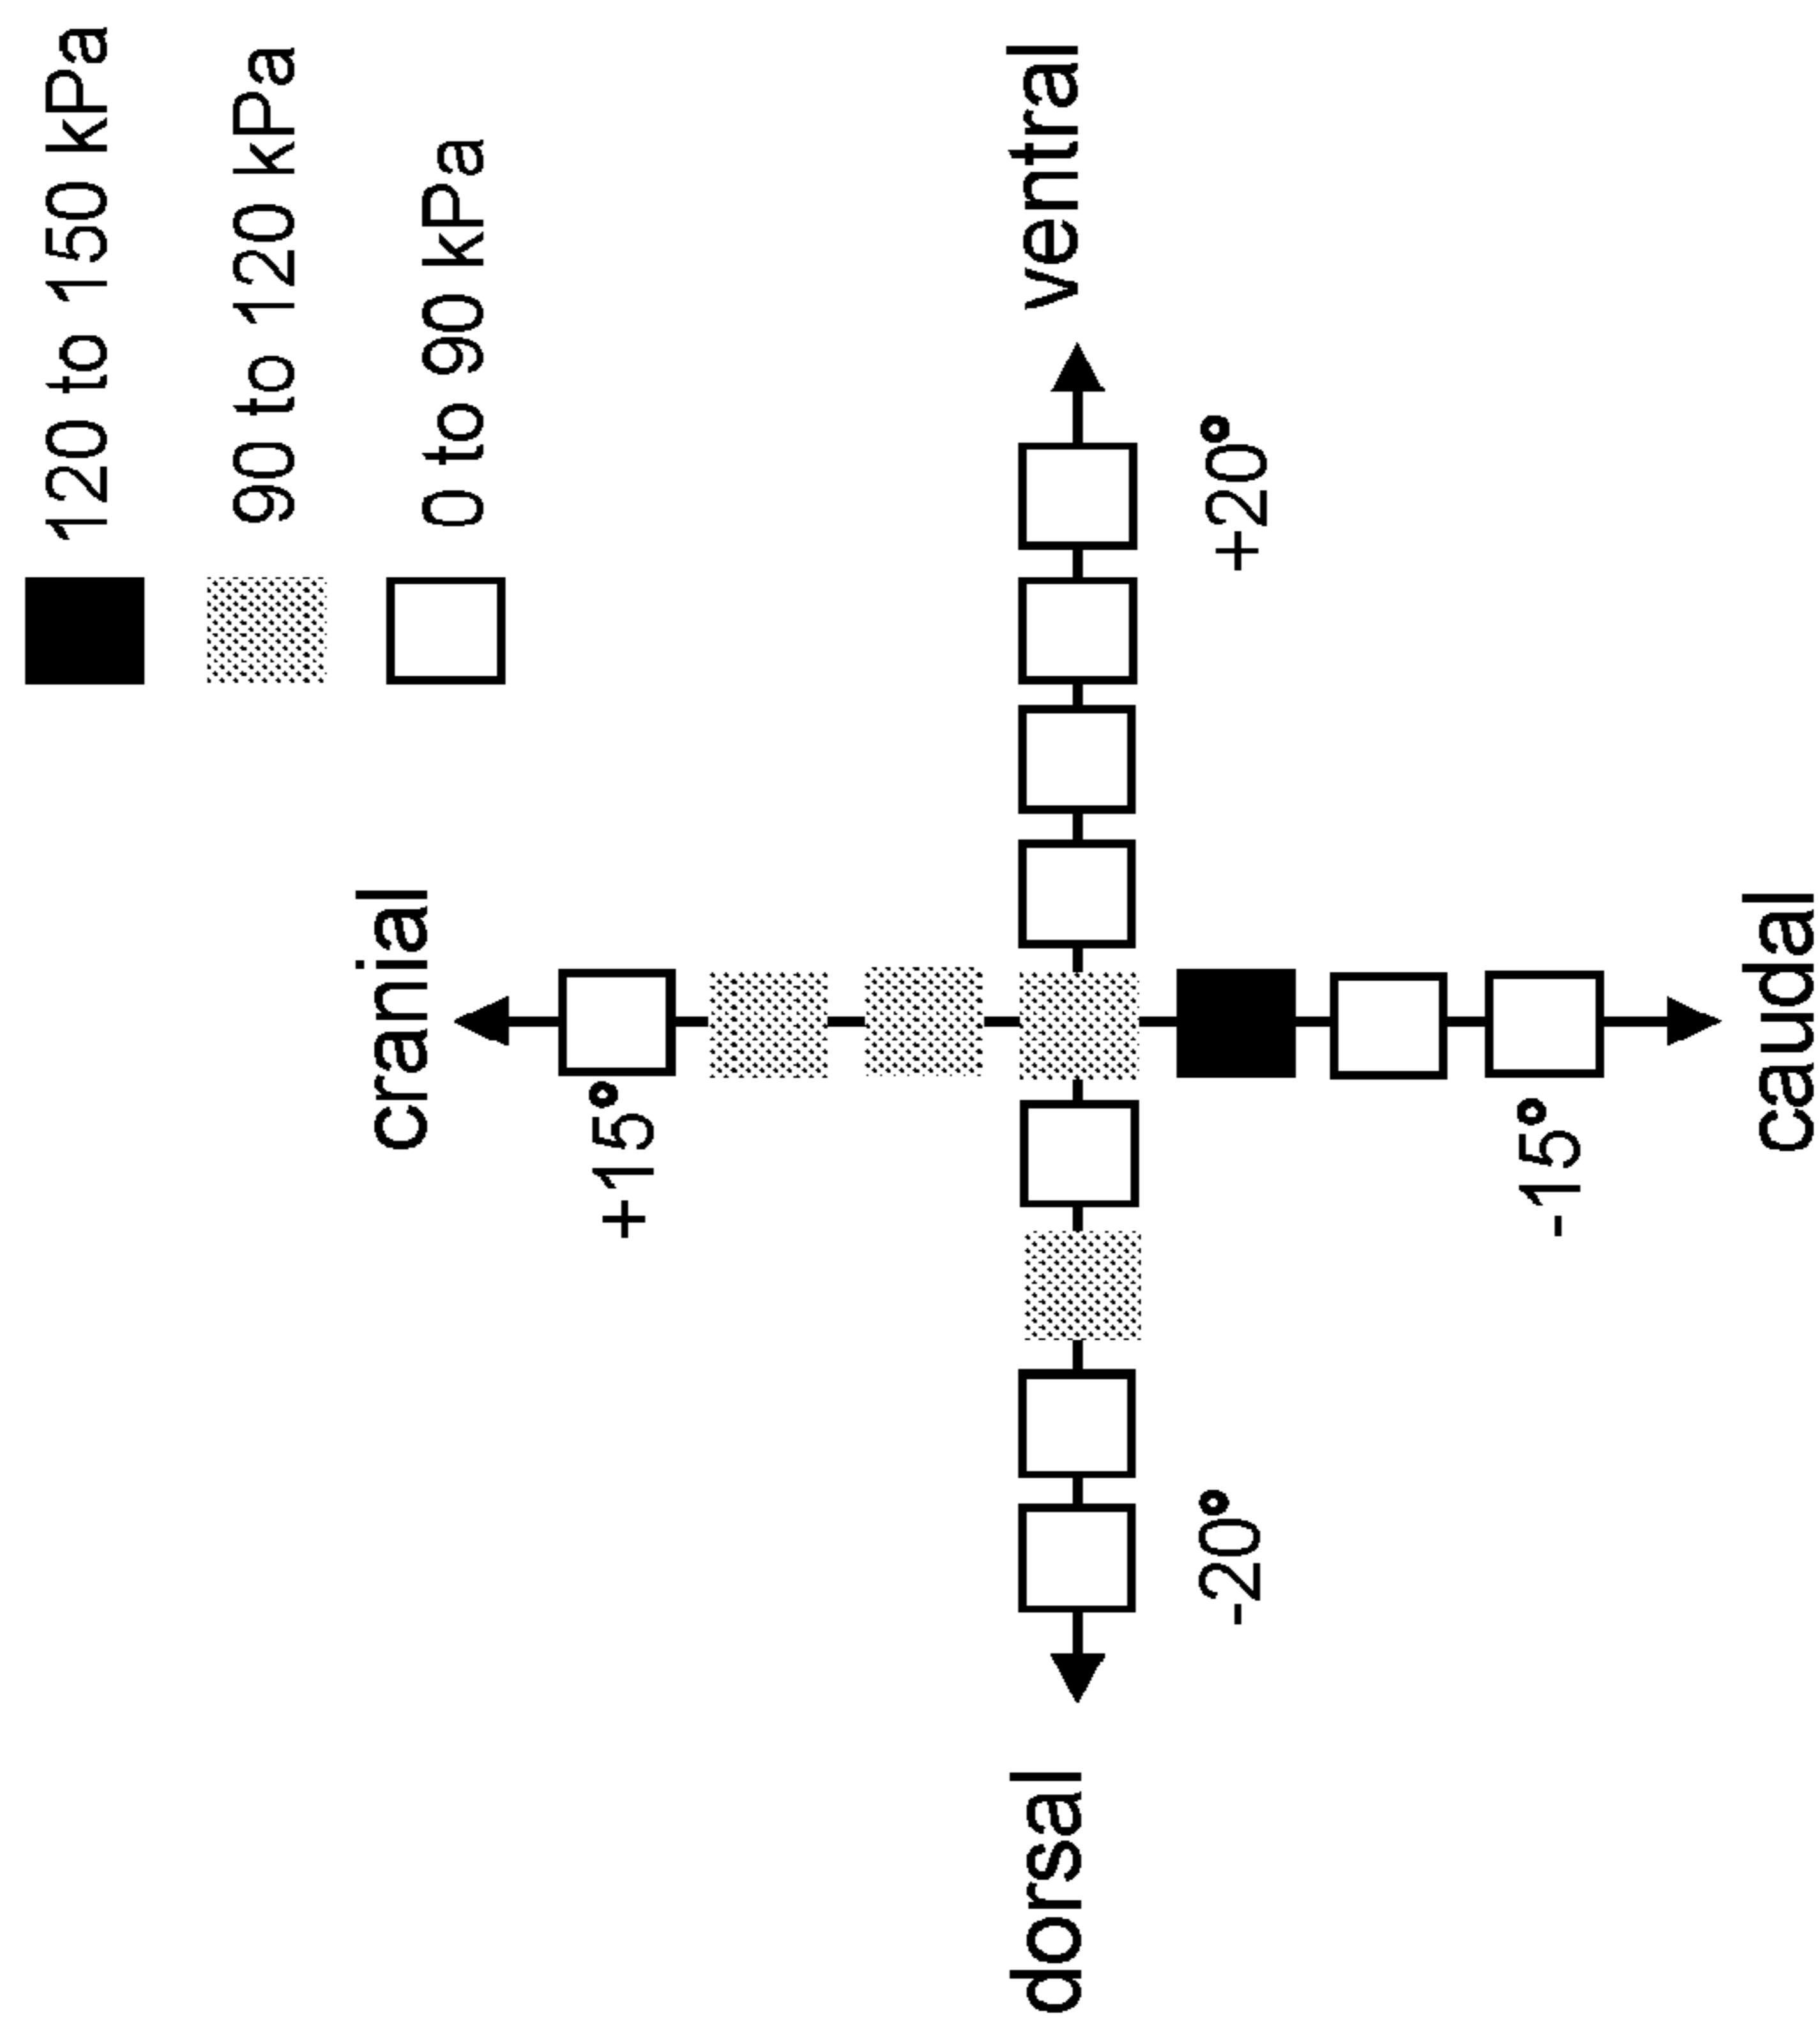 120 to 150 kPa
90 to 120 kPa
0 to 90 kPa
cranial
+15°
ventral
+20°
dorsal
-20°
-15°
caudal